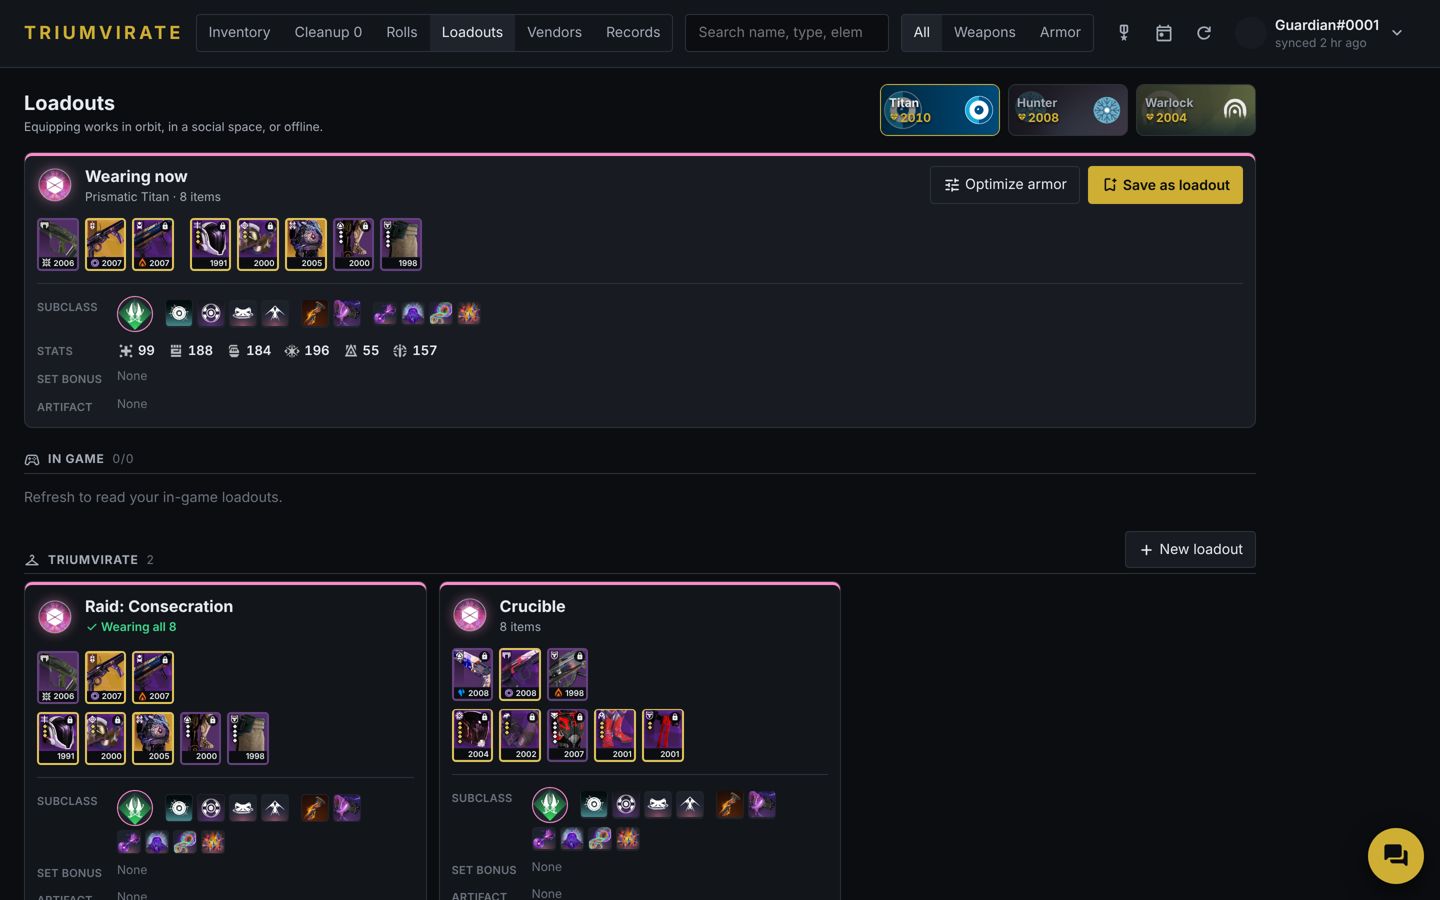 TRIUMVIRATE
Inventory Cleanup 0 Rolls Loadouts Vendors Records
Search name, type, elem
All Weapons Armor
Guardian#0001
synced 2 hr ago
Loadouts
Equipping works in orbit, in a social space, or offline.
Titan
2010
Hunter
2008
Warlock
2004
Wearing now
Prismatic Titan · 8 items
Optimize armor
Save as loadout
2006 2007 2007 1991 2000 2005 2000 1998
SUBCLASS
STATS 99 188 184 196 55 157
SET BONUS None
ARTIFACT None
IN GAME 0/0
Refresh to read your in-game loadouts.
TRIUMVIRATE 2
New loadout
Raid: Consecration
Wearing all 8
2006 2007 2007
1991 2000 2005 2000 1998
SUBCLASS
SET BONUS None
ARTIFACT None
Crucible
8 items
2008 2008 1998
2004 2002 2007 2001 2001
SUBCLASS
SET BONUS None
ARTIFACT None